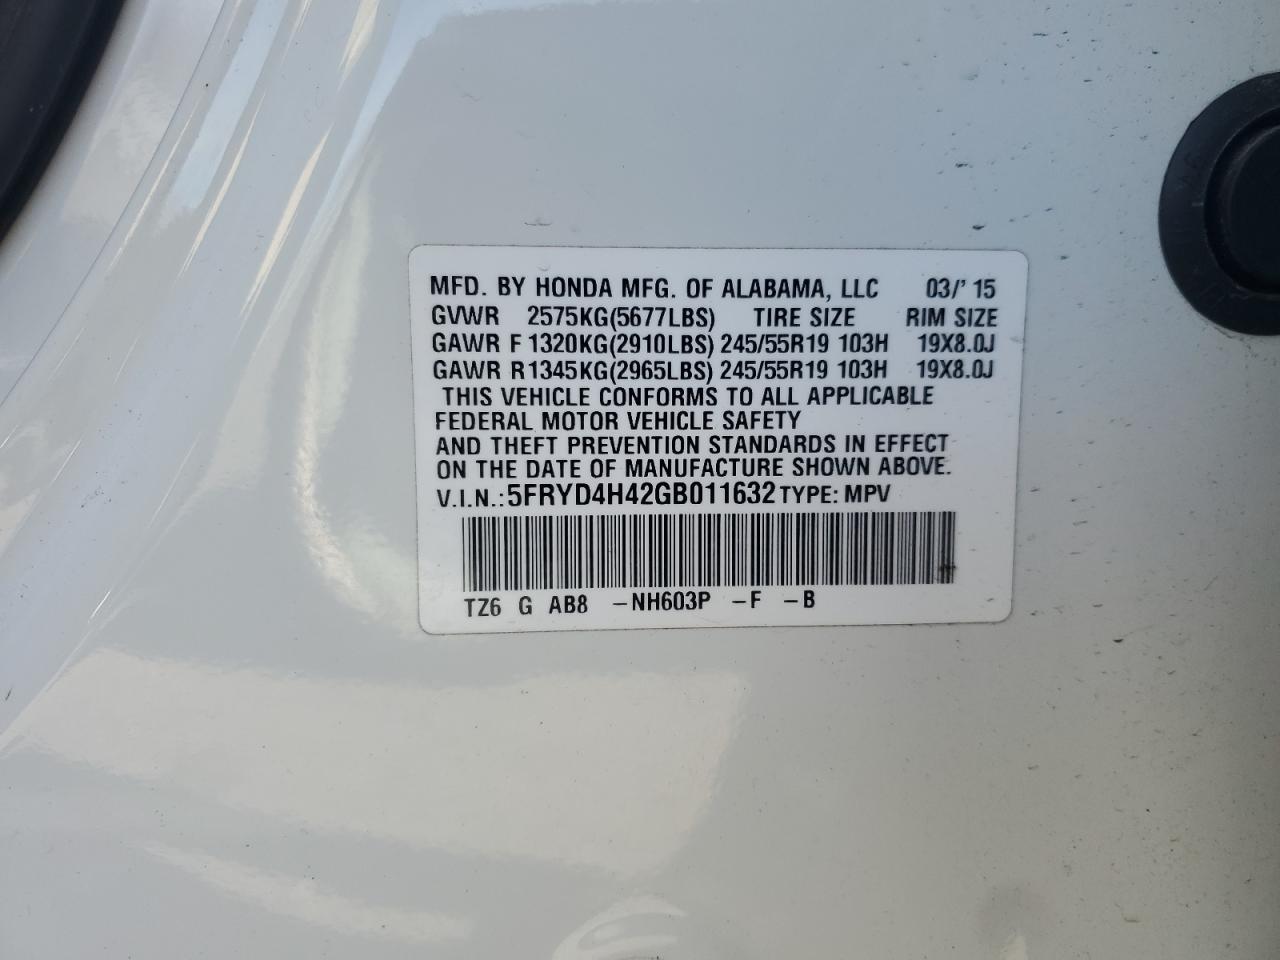 MFD. BY HONDA MFG. OF ALABAMA, LLC 03/'15
GVWR 2575KG(5677LBS) TIRE SIZE RIM SIZE
GAWR F 1320KG(2910LBS) 245/55R19 103H 19X8.0J
GAWR R1345KG(2965LBS) 245/55R19 103H 19X8.0J
THIS VEHICLE CONFORMS TO ALL APPLICABLE
FEDERAL MOTOR VEHICLE SAFETY
AND THEFT PREVENTION STANDARDS IN EFFECT
ON THE DATE OF MANUFACTURE SHOWN ABOVE.
V.I.N.: 5FRYD4H42GB011632 TYPE: MPV
TZ6 G AB8 -NH603P -F -B